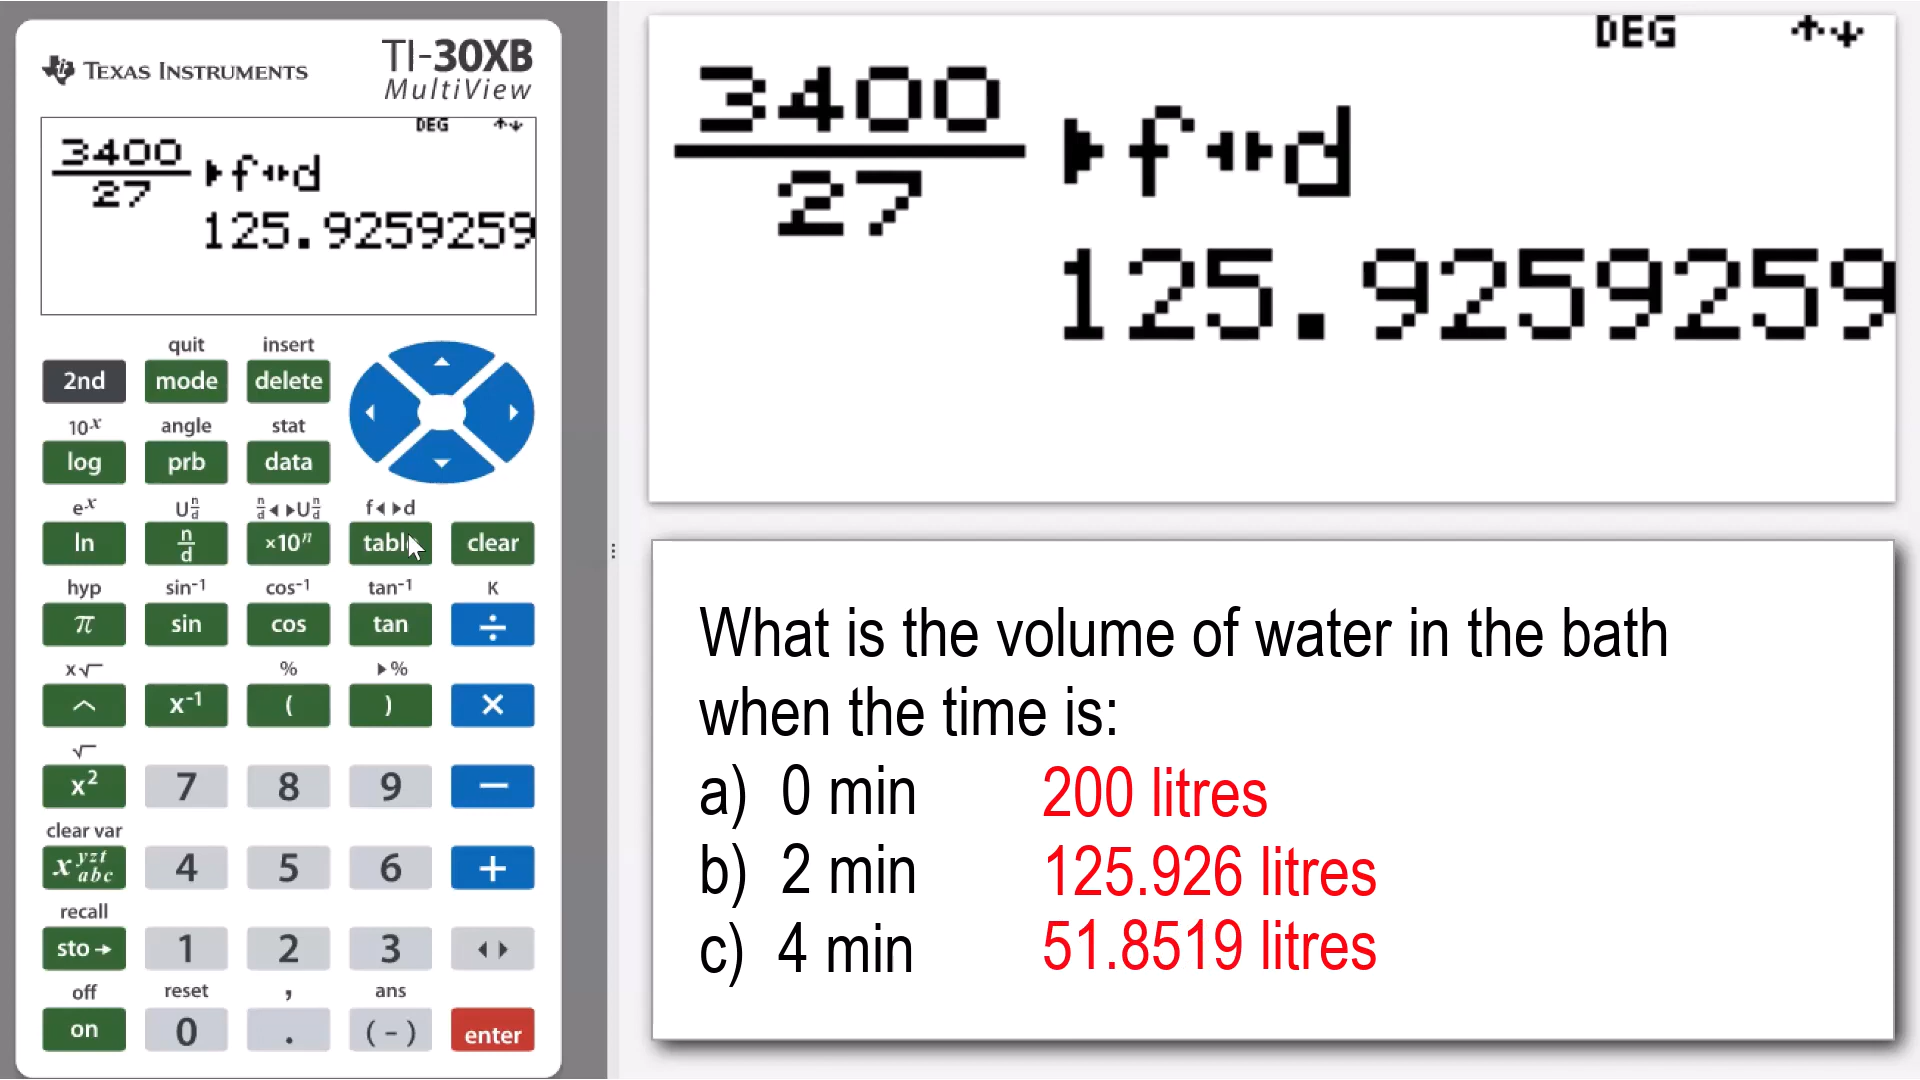 TEXAS INSTRUMENTS
TI-30XB
MultiView
DEG
3400
27
▶f◂▸d
125.9259259
quit insert
2nd mode delete
10ˣ angle stat
log prb data
eˣ U n/d n/d ◂ ▸U n/d f◂ ▸d
ln n/d ×10ⁿ table clear
hyp sin⁻¹ cos⁻¹ tan⁻¹ K
π sin cos tan ÷
x√ % ▸%
^ x⁻¹ ( ) ×
√
x² 7 8 9 −
clear var
x yzt abc 4 5 6 +
recall
sto→ 1 2 3 ◂ ▸
off reset , ans
on 0 . (-) enter
DEG
3400
27
▶f◂▸d
125.9259259
What is the volume of water in the bath
when the time is:
a) 0 min 200 litres
b) 2 min 125.926 litres
c) 4 min 51.8519 litres